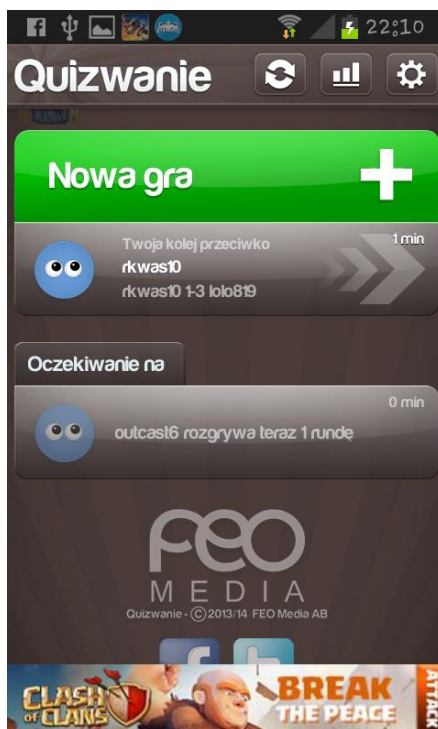 22:10
Quizwanie
Nowa gra
Twoja kolej przeciwko
1 min
rkwas10
rkwas10 1-3 lolo819
Oczekiwanie na
0 min
outcast6 rozgrywa teraz 1 rundę
FEO
MEDIA
Quizwanie - © 2013/14 FEO Media AB
CLASH
OF CLANS
BREAK
THE PEACE
ATTACK